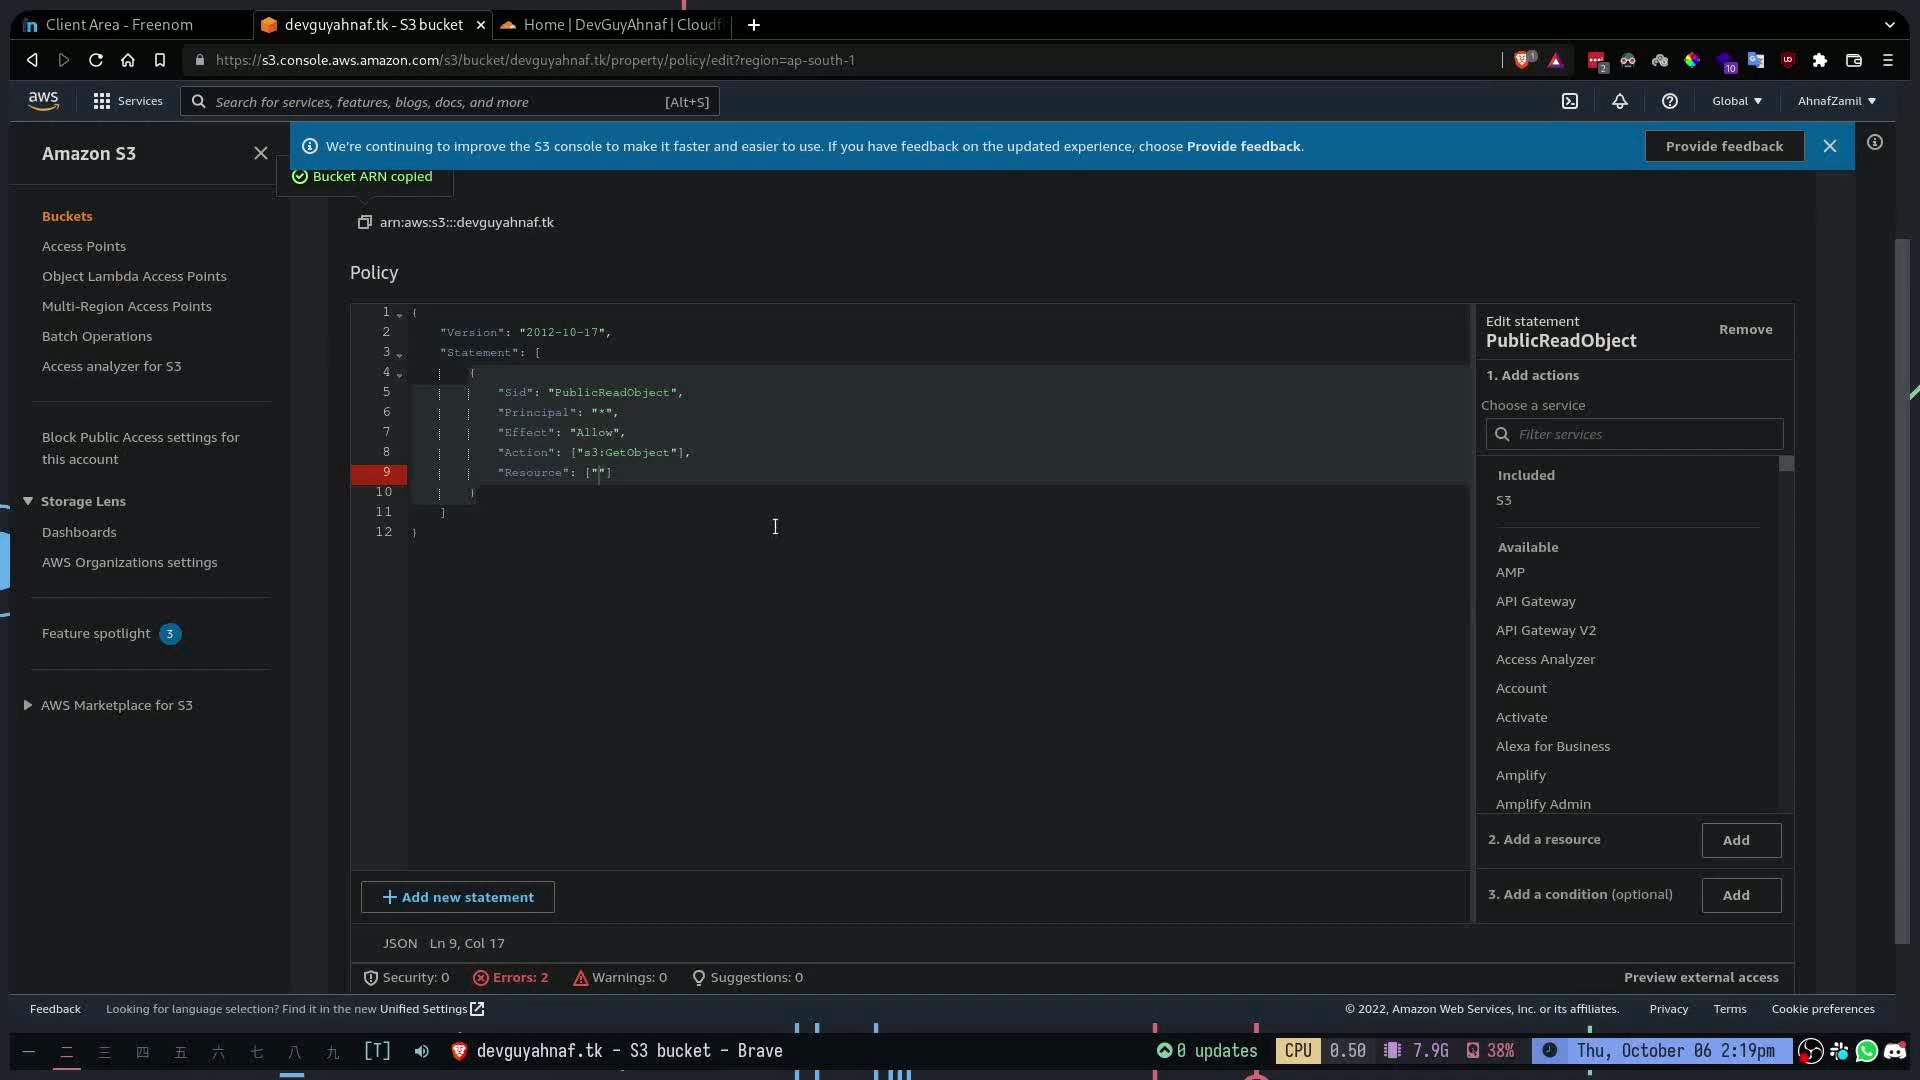 Client Area - Freenom
devguyahnaf.tk - S3 bucket
Home | DevGuyAhnaf | Cloudf
https://s3.console.aws.amazon.com/s3/bucket/devguyahnaf.tk/property/policy/edit?region=ap-south-1
1
2
10
aws
Services
Search for services, features, blogs, docs, and more
[Alt+S]
Global
AhnafZamil
Amazon S3
We're continuing to improve the S3 console to make it faster and easier to use. If you have feedback on the updated experience, choose Provide feedback.
Provide feedback
Bucket ARN copied
arn:aws:s3:::devguyahnaf.tk
Buckets
Access Points
Object Lambda Access Points
Multi-Region Access Points
Batch Operations
Access analyzer for S3
Block Public Access settings for
this account
Storage Lens
Dashboards
AWS Organizations settings
Feature spotlight 3
AWS Marketplace for S3
Policy
1 {
2 "Version": "2012-10-17",
3 "Statement": [
4 {
5 "Sid": "PublicReadObject",
6 "Principal": "*",
7 "Effect": "Allow",
8 "Action": ["s3:GetObject"],
9 "Resource": [""]
10 }
11 ]
12 }
Edit statement
PublicReadObject
Remove
1. Add actions
Choose a service
Filter services
Included
S3
Available
AMP
API Gateway
API Gateway V2
Access Analyzer
Account
Activate
Alexa for Business
Amplify
Amplify Admin
2. Add a resource
Add
3. Add a condition (optional)
Add
+ Add new statement
JSON Ln 9, Col 17
Security: 0
Errors: 2
Warnings: 0
Suggestions: 0
Preview external access
Feedback
Looking for language selection? Find it in the new Unified Settings
© 2022, Amazon Web Services, Inc. or its affiliates.
Privacy
Terms
Cookie preferences
一 二 三 四 五 六 七 八 九
[T]
devguyahnaf.tk - S3 bucket - Brave
0 updates
CPU 0.50
7.9G
38%
Thu, October 06 2:19pm